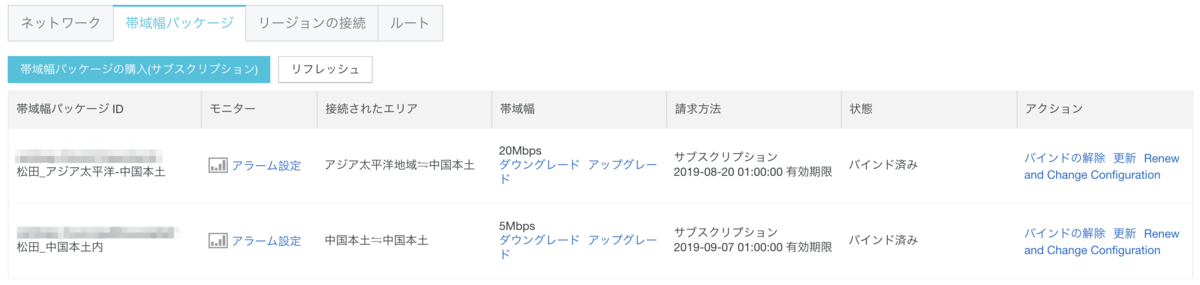 ネットワーク 帯域幅パッケージ リージョンの接続 ルート
帯域幅パッケージの購入(サブスクリプション) リフレッシュ
帯域幅パッケージ ID モニター 接続されたエリア 帯域幅 請求方法 状態 アクション
松田_アジア太平洋-中国本土
アラーム設定
アジア太平洋地域⇋中国本土
20Mbps
ダウングレード アップグレー
ド
サブスクリプション
2019-08-20 01:00:00 有効期限
バインド済み
バインドの解除 更新 Renew
and Change Configuration
松田_中国本土内
アラーム設定
中国本土⇋中国本土
5Mbps
ダウングレード アップグレー
ド
サブスクリプション
2019-09-07 01:00:00 有効期限
バインド済み
バインドの解除 更新 Renew
and Change Configuration